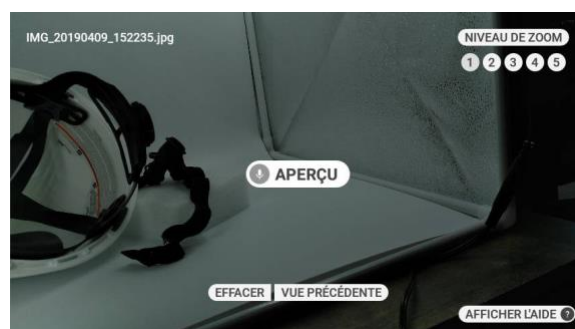 IMG_20190409_152235.jpg
NIVEAU DE ZOOM
1 2 3 4 5
APERÇU
EFFACER VUE PRÉCÉDENTE
AFFICHER L'AIDE ?